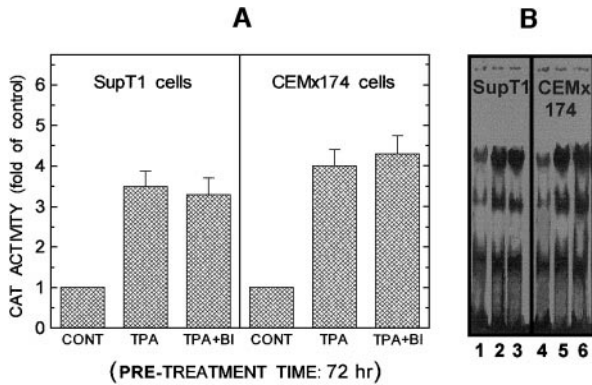 A
B
CAT ACTIVITY (fold of control)
6
5
4
3
2
1
0
SupT1 cells
CEMx174 cells
CONT TPA TPA+BI CONT TPA TPA+BI
(PRE-TREATMENT TIME: 72 hr)
SupT1 CEMx
174
1 2 3 4 5 6